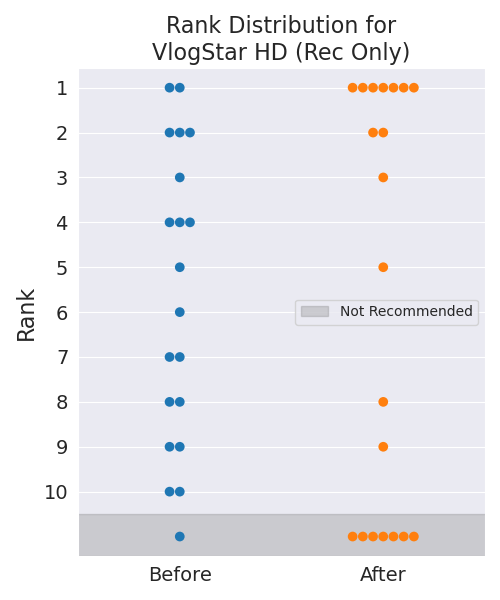 Rank Distribution for
VlogStar HD (Rec Only)
Rank
1
2
3
4
5
6
7
8
9
10
Not Recommended
Before
After